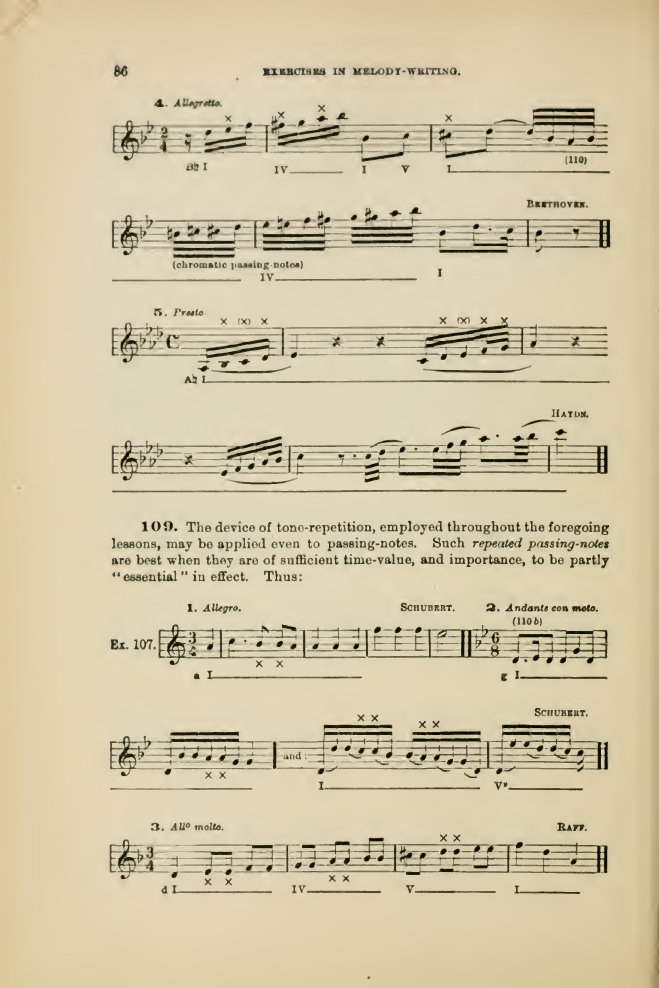 86
EXERCISES IN MELODY-WRITING.
4. Allegretto.
× × × ×
(110)
B♭ I IV I V I
BEETHOVEN.
(chromatic passing-notes)
IV I
5. Presto.
× (×) × × (×) × ×
A♭ I
HAYDN.
109. The device of tone-repetition, employed throughout the foregoing
lessons, may be applied even to passing-notes. Such repeated passing-notes
are best when they are of sufficient time-value, and importance, to be partly
"essential" in effect. Thus:
1. Allegro. SCHUBERT. 2. Andante con moto.
(110 b)
Ex. 107.
× ×
a I g I
SCHUBERT.
× × × ×
and:
× ×
I V
3. Allo molto. RAFF.
× ×
× × × ×
d I IV V I